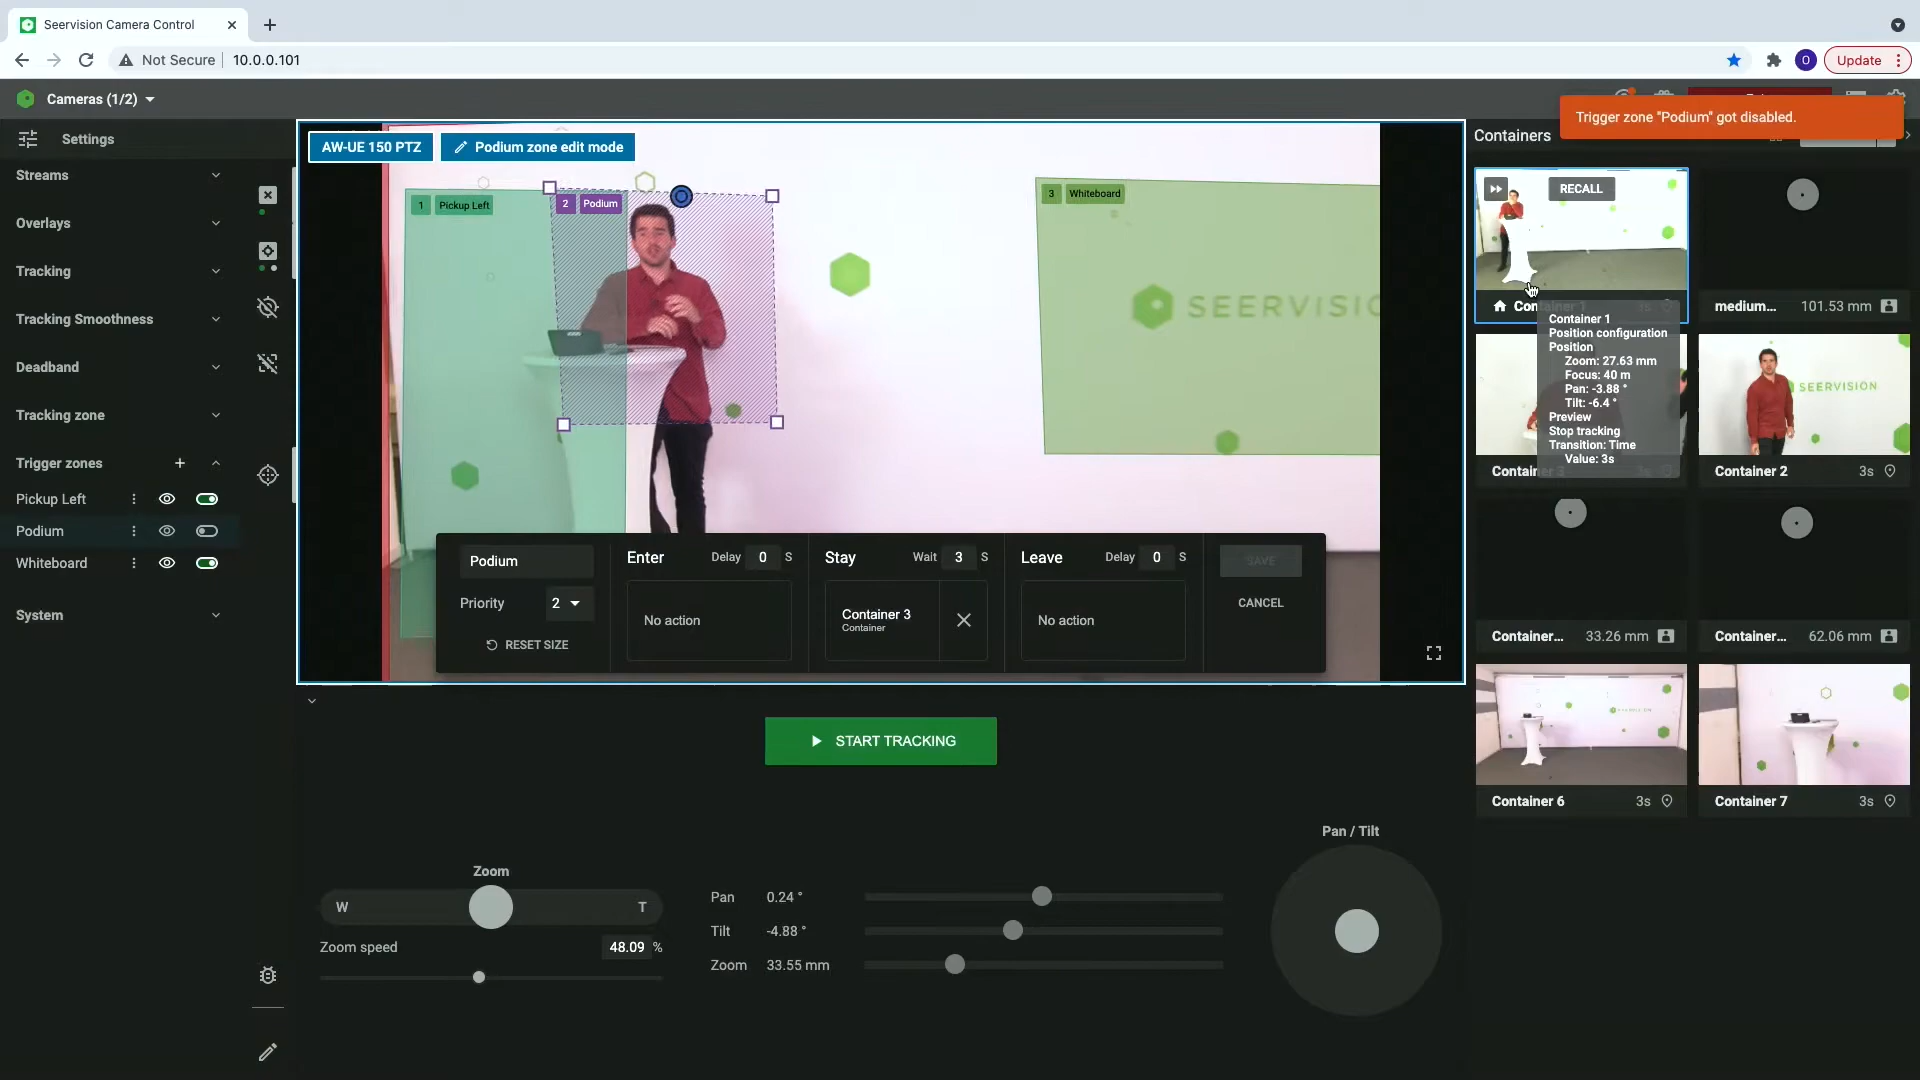 Seervision Camera Control
Not Secure
10.0.0.101
O
Update
Cameras (1/2)
Trigger zone "Podium" got disabled.
Settings
Streams
Overlays
Tracking
Tracking Smoothness
Deadband
Tracking zone
Trigger zones
Pickup Left
Podium
Whiteboard
System
AW-UE 150 PTZ
Podium zone edit mode
1 Pickup Left
2 Podium
3 Whiteboard
SEERVISIO
Podium
Priority 2
RESET SIZE
Enter Delay 0 S
No action
Stay Wait 3 S
Container 3
Container
Leave Delay 0 S
No action
SAVE
CANCEL
START TRACKING
Zoom
W T
Zoom speed 48.09 %
Pan 0.24 °
Tilt -4.88 °
Zoom 33.55 mm
Pan / Tilt
Containers
RECALL
Container 1 3s
medium... 101.53 mm
Container 1
Position configuration
Position
Zoom: 27.63 mm
Focus: 40 m
Pan: -3.88 °
Tilt: -6.4 °
Preview
Stop tracking
Transition: Time
Value: 3s
SEERVISION
Container 2 3s
Container... 33.26 mm
Container... 62.06 mm
Container 6 3s
Container 7 3s